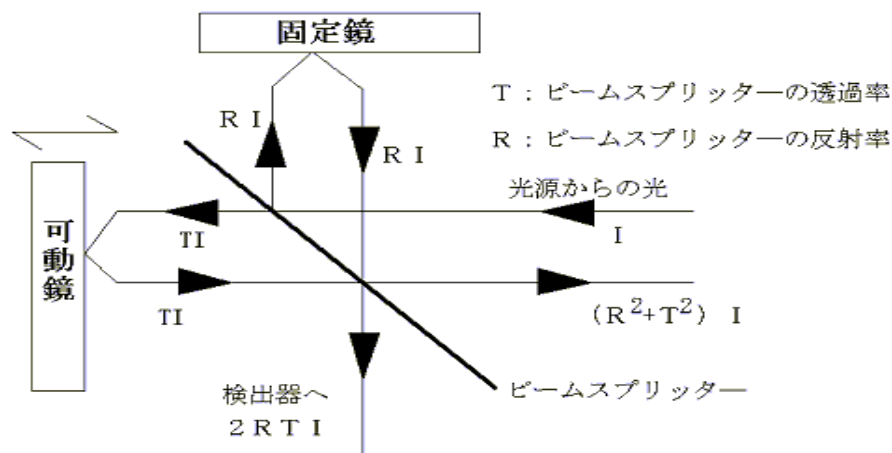 固定鏡
T：ビームスプリッターの透過率
R I
R：ビームスプリッターの反射率
R I
光源からの光
可動鏡
TI
I
TI
(R²+T²) I
検出器へ
2RTI
ビームスプリッター